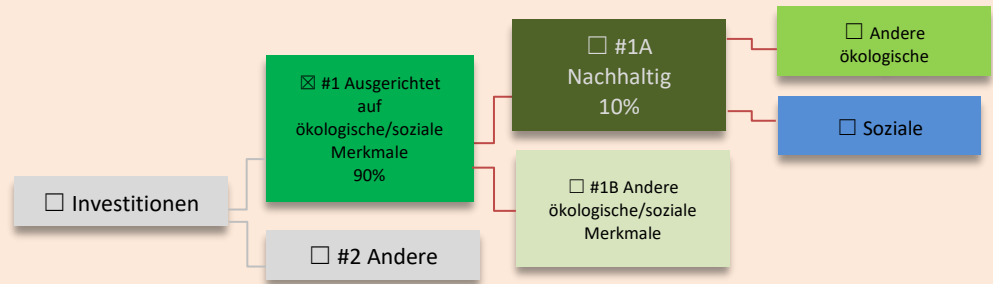 ☐ Investitionen
☒ #1 Ausgerichtet
auf
ökologische/soziale
Merkmale
90%
☐ #2 Andere
☐ #1A
Nachhaltig
10%
☐ #1B Andere
ökologische/soziale
Merkmale
☐ Andere
ökologische
☐ Soziale